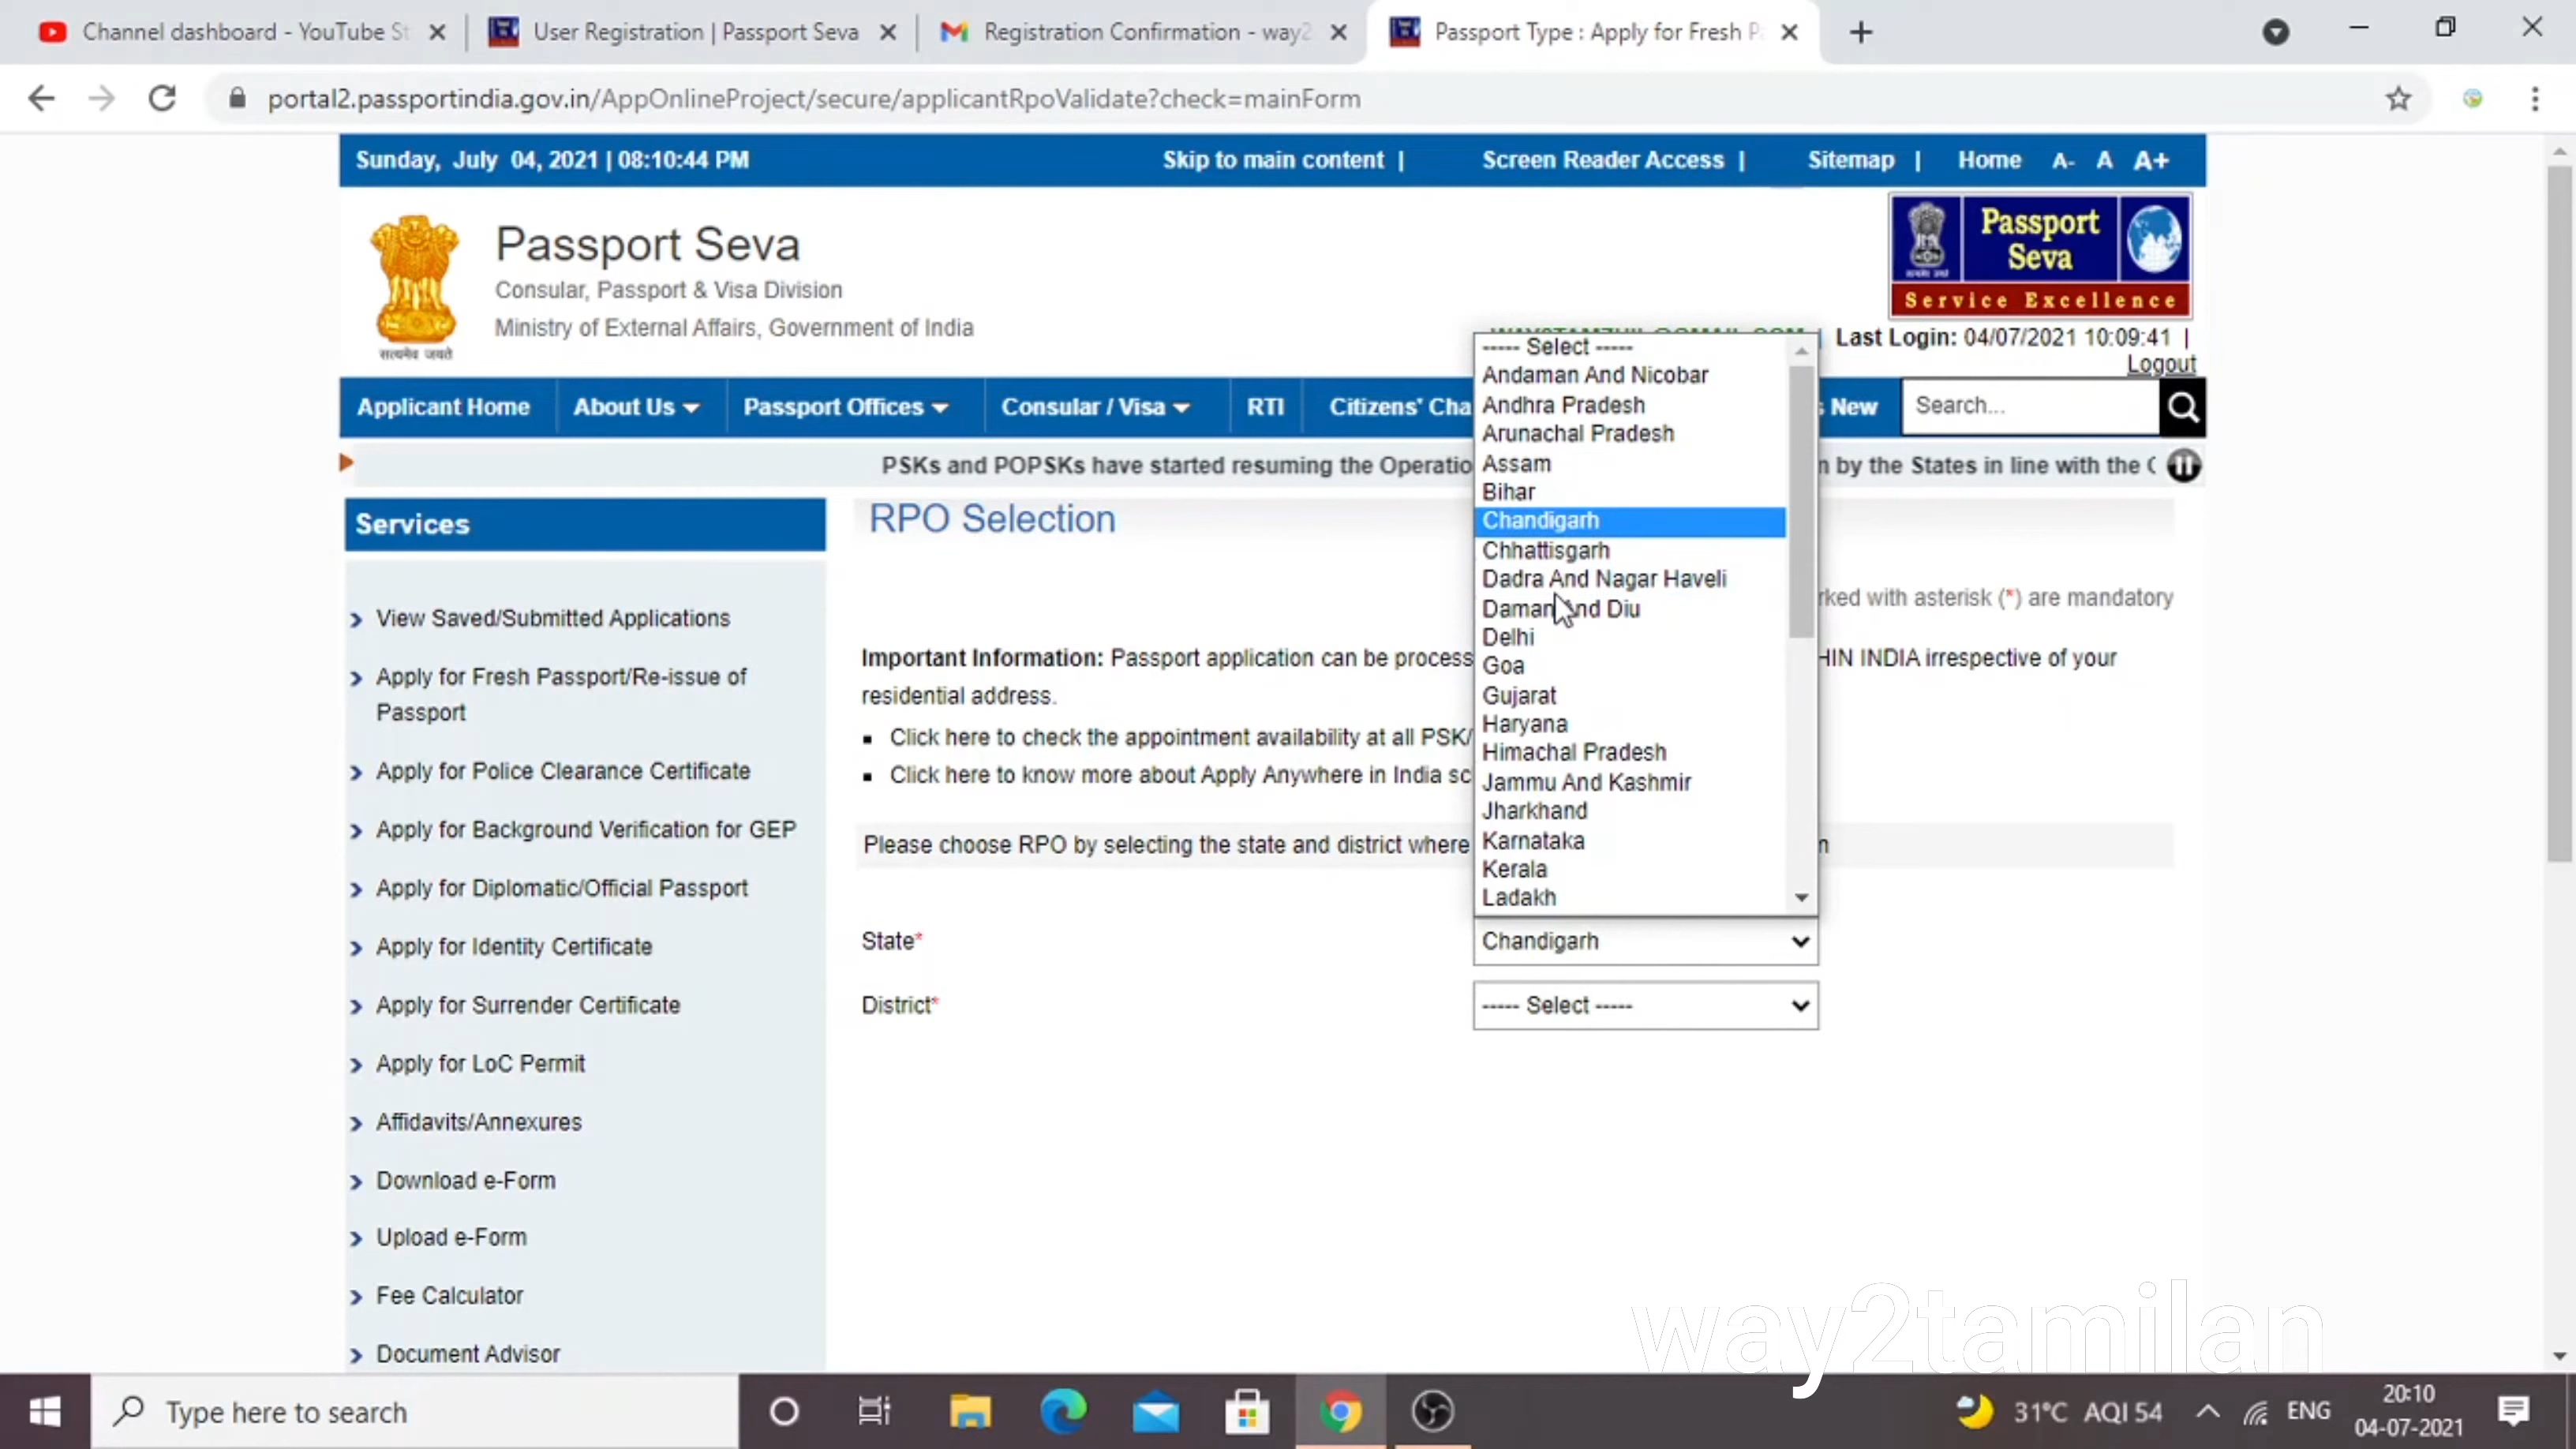 Channel dashboard - YouTube St
User Registration | Passport Seva
Registration Confirmation - way2
Passport Type : Apply for Fresh P
portal2.passportindia.gov.in/AppOnlineProject/secure/applicantRpoValidate?check=mainForm
Sunday, July 04, 2021 | 08:10:44 PM
Skip to main content |
Screen Reader Access |
Sitemap |
Home
A- A A+
Passport Seva
Consular, Passport & Visa Division
Ministry of External Affairs, Government of India
सत्यमेव जयते
Passport
Seva
Service Excellence
Last Login: 04/07/2021 10:09:41 |
Logout
Applicant Home
About Us
Passport Offices
Consular / Visa
RTI
Citizens' Cha
New
Search...
PSKs and POPSKs have started resuming the Operatio
n by the States in line with the
Services
View Saved/Submitted Applications
Apply for Fresh Passport/Re-issue of
Passport
Apply for Police Clearance Certificate
Apply for Background Verification for GEP
Apply for Diplomatic/Official Passport
Apply for Identity Certificate
Apply for Surrender Certificate
Apply for LoC Permit
Affidavits/Annexures
Download e-Form
Upload e-Form
Fee Calculator
Document Advisor
RPO Selection
rked with asterisk (*) are mandatory
Important Information: Passport application can be process
HIN INDIA irrespective of your
residential address.
Click here to check the appointment availability at all PSK/
Click here to know more about Apply Anywhere in India sc
Please choose RPO by selecting the state and district where
n
----- Select -----
Andaman And Nicobar
Andhra Pradesh
Arunachal Pradesh
Assam
Bihar
Chandigarh
Chhattisgarh
Dadra And Nagar Haveli
Daman And Diu
Delhi
Goa
Gujarat
Haryana
Himachal Pradesh
Jammu And Kashmir
Jharkhand
Karnataka
Kerala
Ladakh
State*
Chandigarh
District*
----- Select -----
way2tamilan
Type here to search
31°C AQI 54
ENG
20:10
04-07-2021